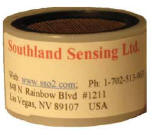 Southland Sensing Ltd.
Web: www.sso2.com; Ph: 1-702-513-
N Rainbow Blvd #1211
Las Vegas, NV 89107 USA